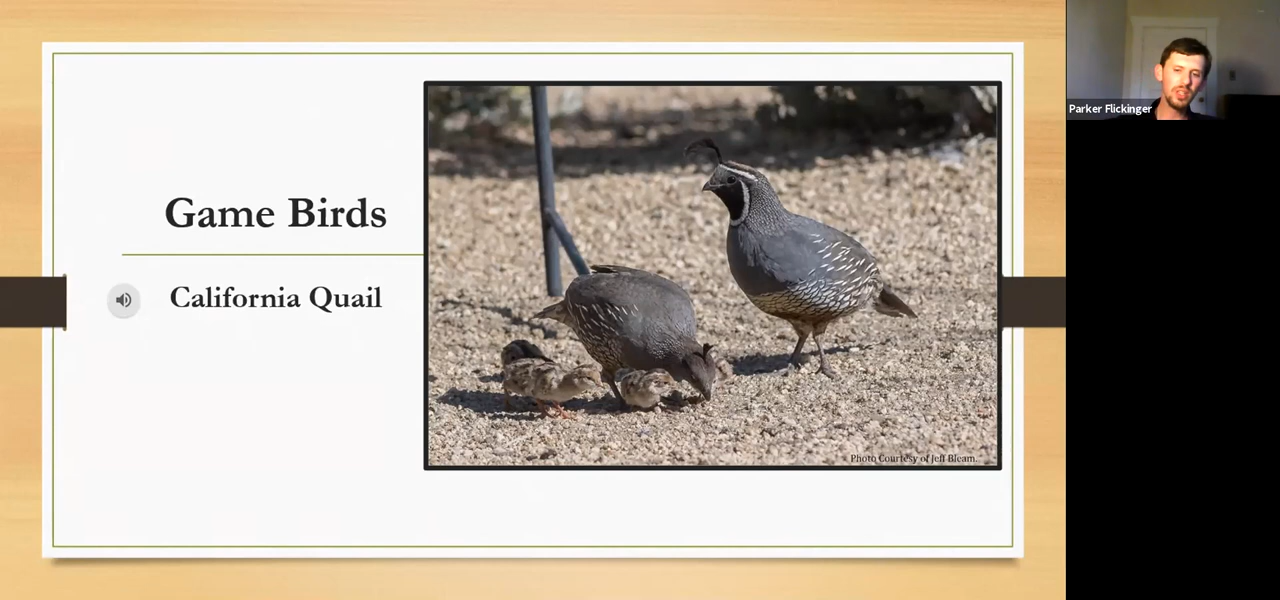 Game Birds
California Quail
Photo Courtesy of Jeff Bleam.
Parker Flickinger